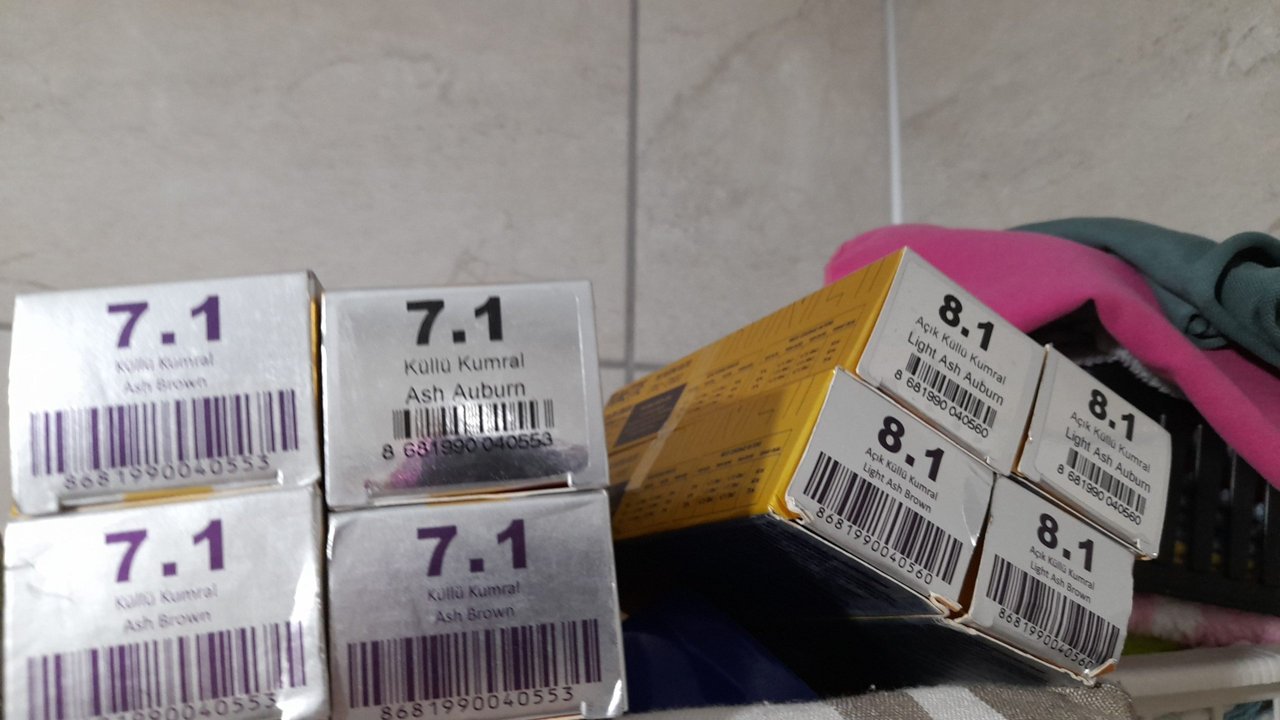 7.1
Küllü Kumral
Ash Brown
8681990040553
7.1
Küllü Kumral
Ash Auburn
8 681990 040553
7.1
Küllü Kumral
Ash Brown
8681990040553
7.1
Küllü Kumral
Ash Brown
8681990040553
8.1
Açık Küllü Kumral
Light Ash Auburn
8 681990 040560
8.1
Açık Küllü Kumral
Light Ash Auburn
8 681990 040560
8.1
Açık Küllü Kumral
Light Ash Brown
8681990040560
8.1
Açık Küllü Kumral
Light Ash Brown
8681990040560